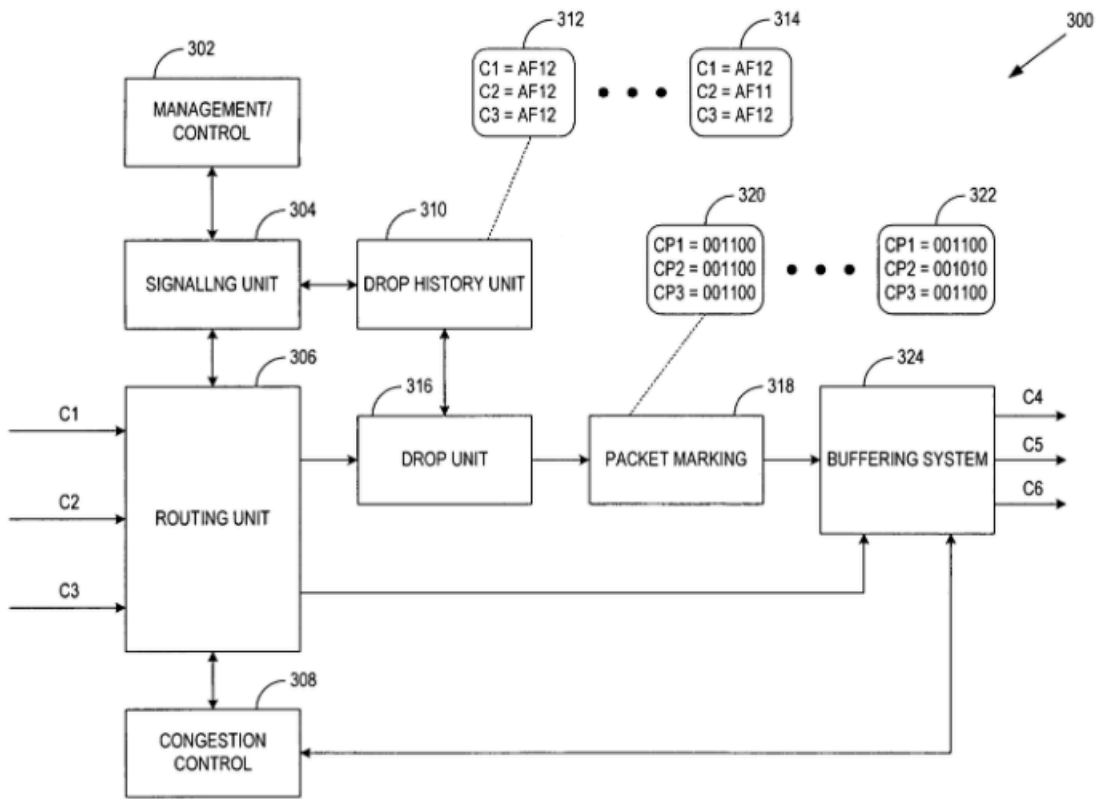 312
314
300
302
C1 = AF12
C2 = AF12
C3 = AF12
C1 = AF12
C2 = AF11
C3 = AF12
MANAGEMENT/
CONTROL
304
310
320
322
SIGNALLNG UNIT
DROP HISTORY UNIT
CP1 = 001100
CP2 = 001100
CP3 = 001100
CP1 = 001100
CP2 = 001010
CP3 = 001100
306
316
318
324
C1
C2
C3
ROUTING UNIT
DROP UNIT
PACKET MARKING
BUFFERING SYSTEM
C4
C5
C6
308
CONGESTION
CONTROL